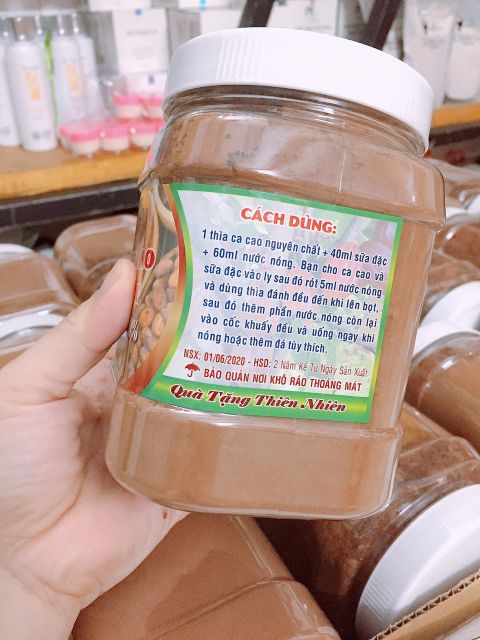 CÁCH DÙNG:
1 thìa ca cao nguyên chất + 40ml sữa đặc
+ 60ml nước nóng. Bạn cho ca cao và
sữa đặc vào ly sau đó rót 5ml nước nóng
và dùng thìa đánh đều đến khi lên bọt,
sau đó thêm phần nước nóng còn lại
vào cốc khuấy đều và uống ngay khi
nóng hoặc thêm đá tùy thích.
NSX: 01/06/2020 - HSD: 2 Năm Kể Từ Ngày Sản Xuất
BẢO QUẢN NƠI KHÔ RÁO THOÁNG MÁT
Quà Tặng Thiên Nhiên